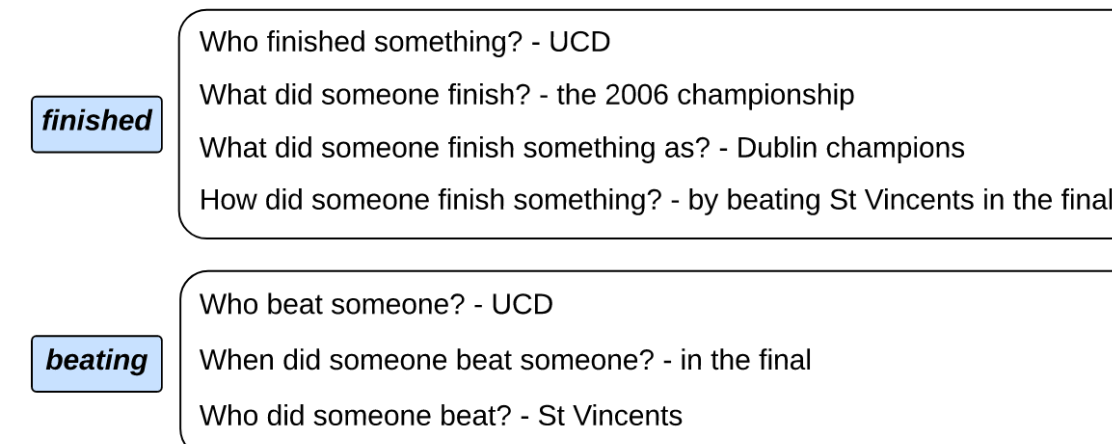 Who finished something? - UCD
What did someone finish? - the 2006 championship
finished
What did someone finish something as? - Dublin champions
How did someone finish something? - by beating St Vincents in the final
Who beat someone? - UCD
beating
When did someone beat someone? - in the final
Who did someone beat? - St Vincents